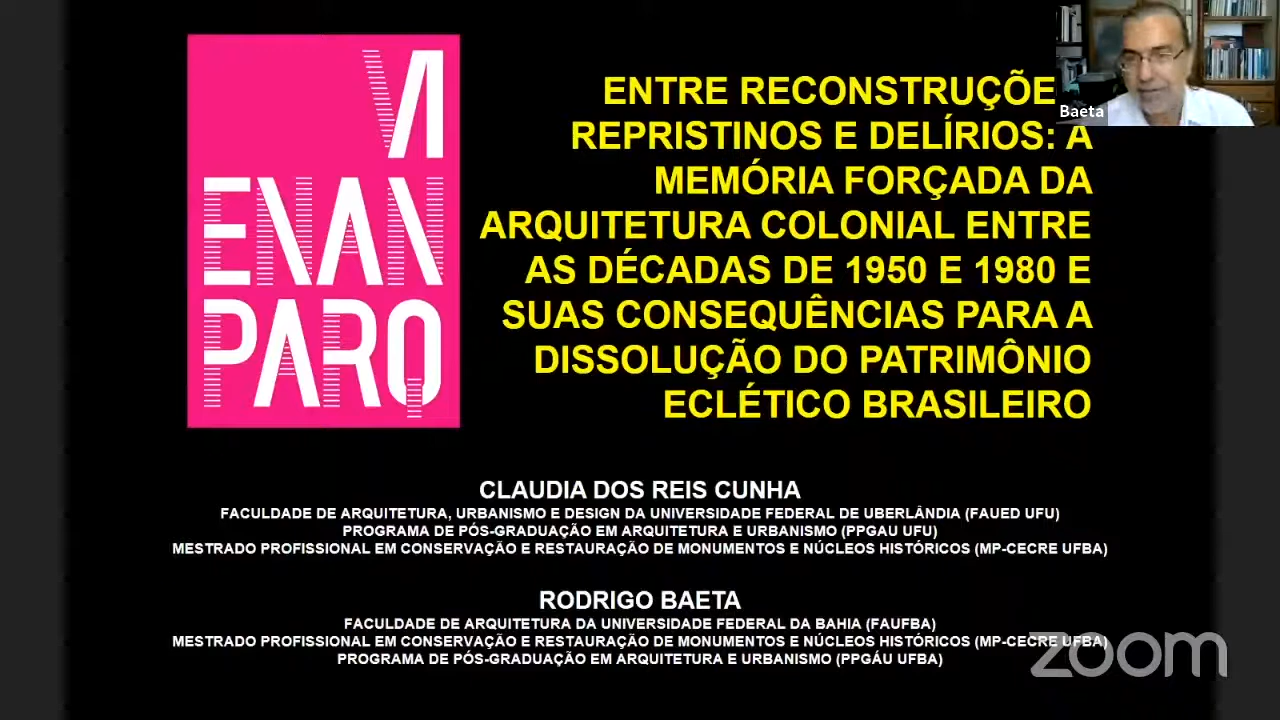 VI
ENAN
PARQ
Baeta
ENTRE RECONSTRUÇÕE
REPRISTINOS E DELÍRIOS: A
MEMÓRIA FORÇADA DA
ARQUITETURA COLONIAL ENTRE
AS DÉCADAS DE 1950 E 1980 E
SUAS CONSEQUÊNCIAS PARA A
DISSOLUÇÃO DO PATRIMÔNIO
ECLÉTICO BRASILEIRO
CLAUDIA DOS REIS CUNHA
FACULDADE DE ARQUITETURA, URBANISMO E DESIGN DA UNIVERSIDADE FEDERAL DE UBERLÂNDIA (FAUED UFU)
PROGRAMA DE PÓS-GRADUAÇÃO EM ARQUITETURA E URBANISMO (PPGAU UFU)
MESTRADO PROFISSIONAL EM CONSERVAÇÃO E RESTAURAÇÃO DE MONUMENTOS E NÚCLEOS HISTÓRICOS (MP-CECRE UFBA)
RODRIGO BAETA
FACULDADE DE ARQUITETURA DA UNIVERSIDADE FEDERAL DA BAHIA (FAUFBA)
MESTRADO PROFISSIONAL EM CONSERVAÇÃO E RESTAURAÇÃO DE MONUMENTOS E NÚCLEOS HISTÓRICOS (MP-CECRE UFBA)
PROGRAMA DE PÓS-GRADUAÇÃO EM ARQUITETURA E URBANISMO (PPGÁU UFBA)
zoom